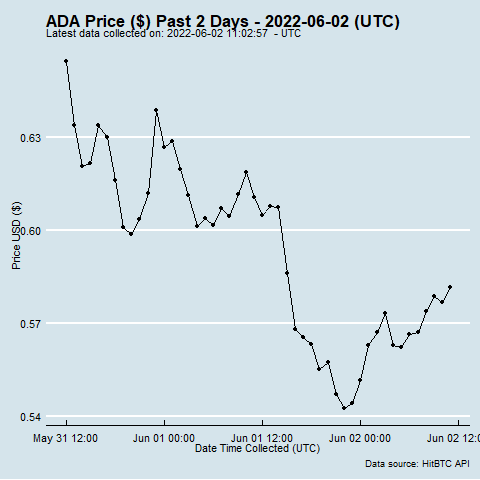 ADA Price ($) Past 2 Days - 2022-06-02 (UTC)
Latest data collected on: 2022-06-02 11:02:57 - UTC
0.63
0.60
0.57
0.54
Price USD ($)
May 31 12:00
Jun 01 00:00
Jun 01 12:00
Jun 02 00:00
Jun 02 12:0
Date Time Collected (UTC)
Data source: HitBTC API